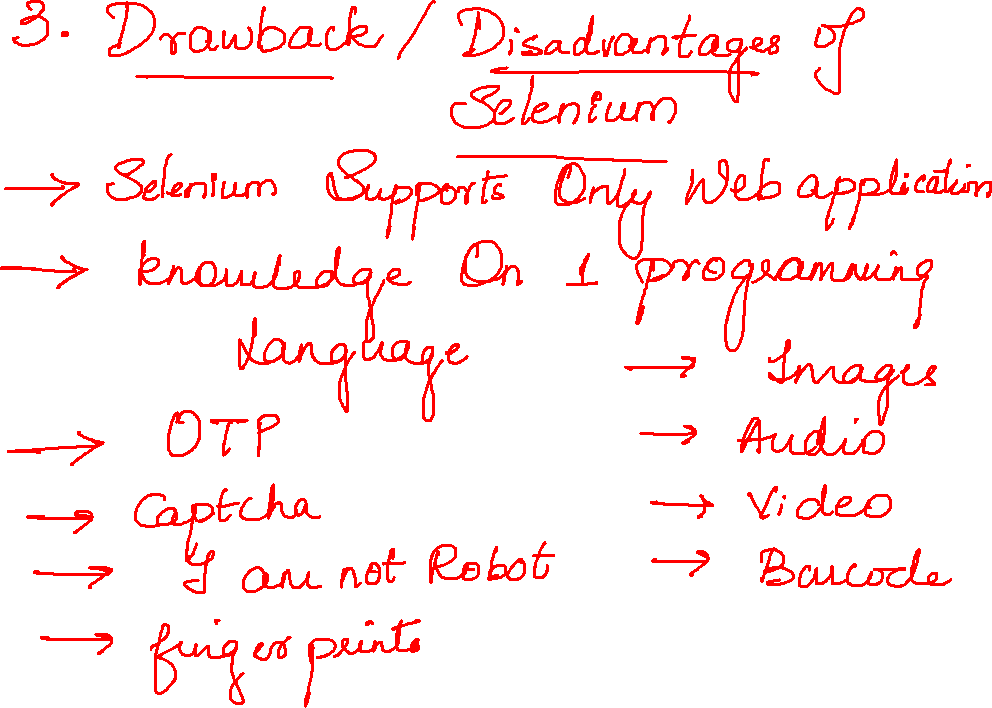 3. Drawback / Disadvantages of
Selenium
→ Selenium Supports Only Web application
→ knowledge On 1 programming
Language
→ Images
→ OTP
→ Audio
→ Captcha
→ Video
→ I am not Robot
→ Barcode
→ finger prints